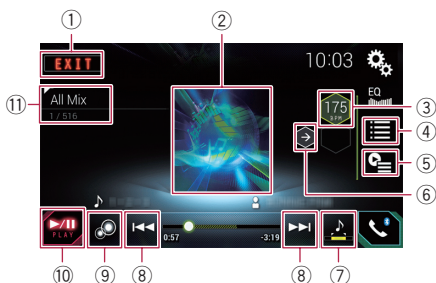 ①
②
EXIT
10:03
⑪
All Mix
1 / 516
EQ
175
BPM
③
④
⑤
⑥
0:57
-3:19
PLAY
⑩
⑨
⑧
⑧
⑦